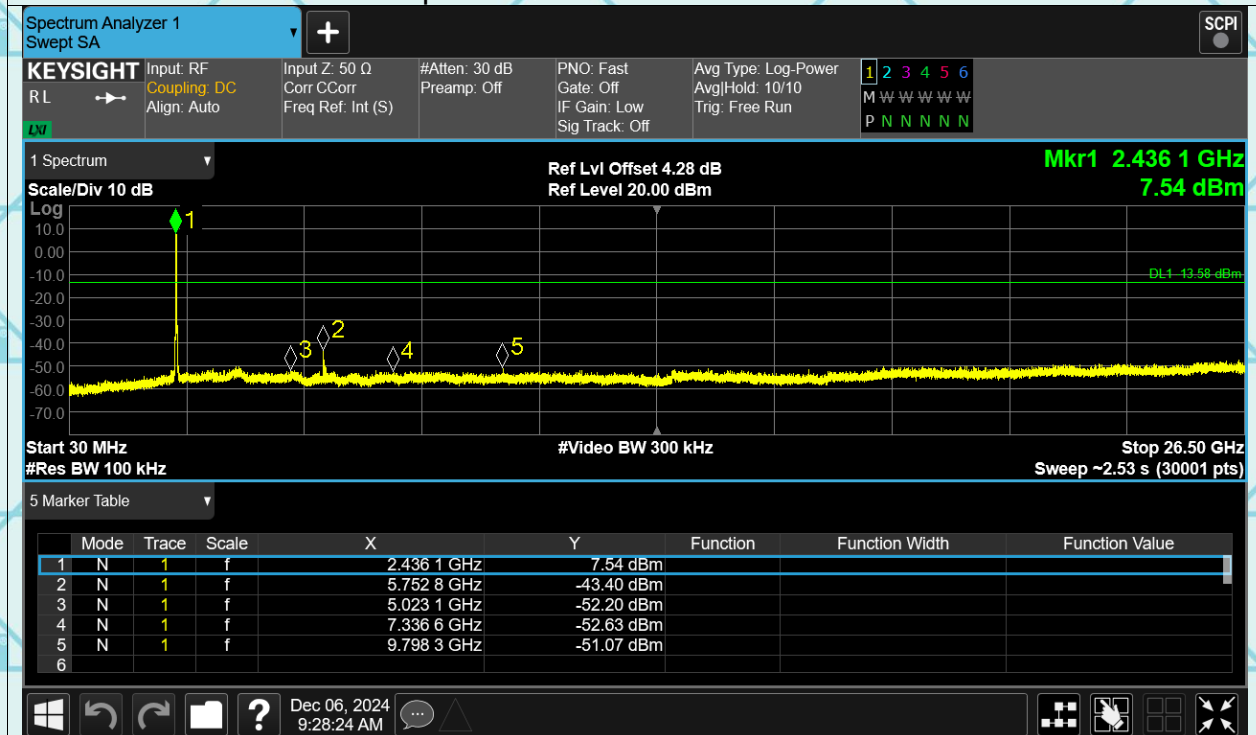 Spectrum Analyzer 1
Swept SA
+
SCPI
KEYSIGHT
RL
LXI
Input: RF
Coupling: DC
Align: Auto
Input Z: 50 Ω
Corr CCorr
Freq Ref: Int (S)
#Atten: 30 dB
Preamp: Off
PNO: Fast
Gate: Off
IF Gain: Low
Sig Track: Off
Avg Type: Log-Power
Avg|Hold: 10/10
Trig: Free Run
1 2 3 4 5 6
M W W W W W
P N N N N N
1 Spectrum
Scale/Div 10 dB
Ref Lvl Offset 4.28 dB
Ref Level 20.00 dBm
Mkr1 2.436 1 GHz
7.54 dBm
Log
10.0
0.00
-10.0
-20.0
-30.0
-40.0
-50.0
-60.0
-70.0
1
2
3
4
5
DL1 -13.58 dBm
Start 30 MHz
#Res BW 100 kHz
#Video BW 300 kHz
Stop 26.50 GHz
Sweep ~2.53 s (30001 pts)
5 Marker Table
Mode Trace Scale X Y Function Function Width Function Value
1 N 1 f 2.436 1 GHz 7.54 dBm
2 N 1 f 5.752 8 GHz -43.40 dBm
3 N 1 f 5.023 1 GHz -52.20 dBm
4 N 1 f 7.336 6 GHz -52.63 dBm
5 N 1 f 9.798 3 GHz -51.07 dBm
6
?
Dec 06, 2024
9:28:24 AM